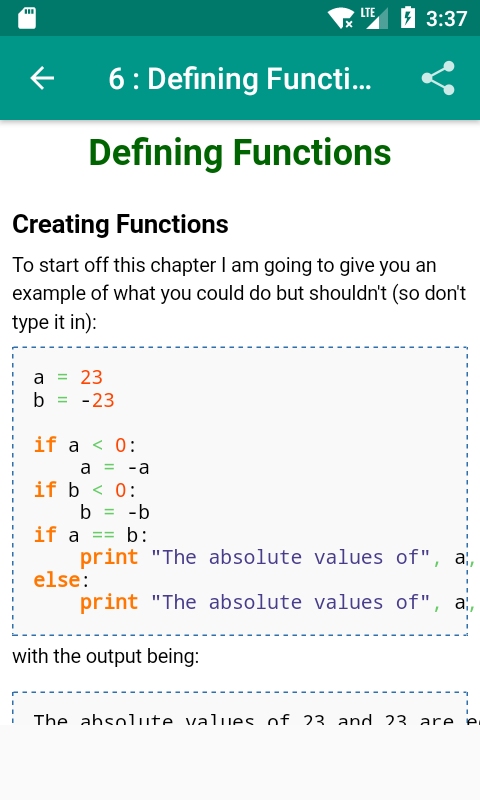 LTE 3:37
6 : Defining Functi...
Defining Functions
Creating Functions
To start off this chapter I am going to give you an
example of what you could do but shouldn't (so don't
type it in):
a = 23
b = -23
if a < 0:
    a = -a
if b < 0:
    b = -b
if a == b:
    print "The absolute values of", a,
else:
    print "The absolute values of", a,
with the output being:
The absolute values of 23 and 23 are